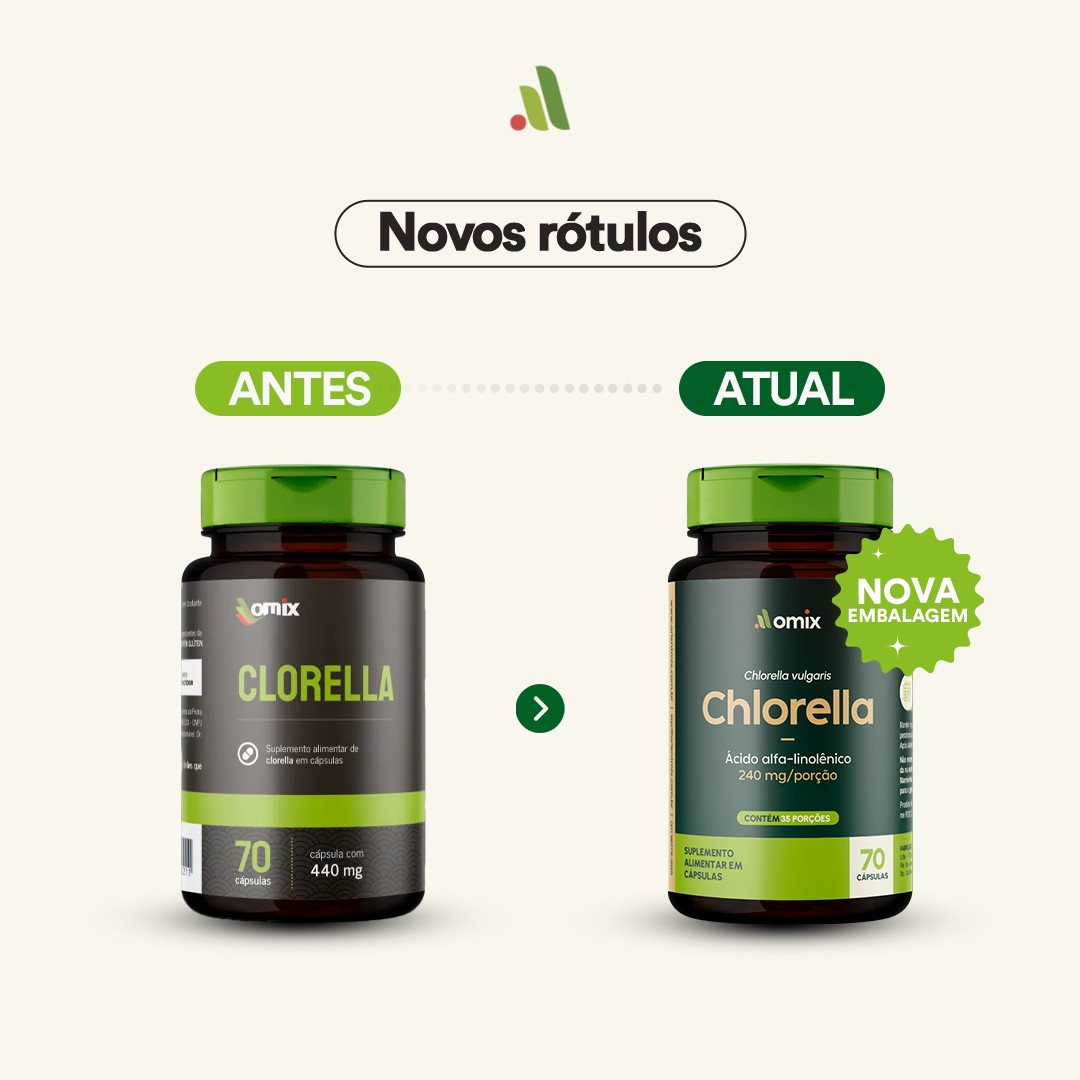 Novos rótulos
ANTES
ATUAL
omix
CLORELLA
Suplemento alimentar de
clorella em cápsulas
70
cápsulas
cápsula com
440 mg
omix
Chlorella vulgaris
Chlorella
Ácido alfa-linolênico
240 mg/porção
CONTÉM 35 PORÇÕES
SUPLEMENTO
ALIMENTAR EM
CÁPSULAS
70
CÁPSULAS
NOVA
EMBALAGEM